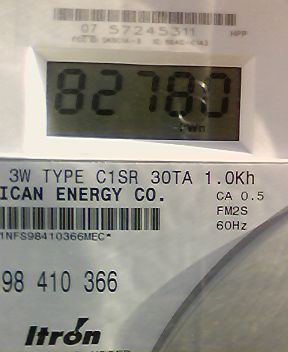 07 57245311 HPP
82780
kWh
3W TYPE C1SR 30TA 1.0Kh
ICAN ENERGY CO.
CA 0.5
FM2S
60Hz
1NFS98410366MEC*
98 410 366
Itron